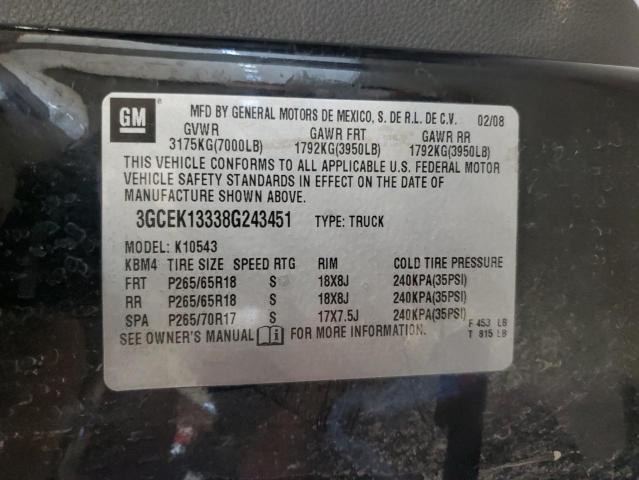 GM
MFD BY GENERAL MOTORS DE MEXICO, S. DE R.L. DE C.V. 02/08
GVWR GAWR FRT GAWR RR
3175KG(7000LB) 1792KG(3950LB) 1792KG(3950LB)
THIS VEHICLE CONFORMS TO ALL APPLICABLE U.S. FEDERAL MOTOR
VEHICLE SAFETY STANDARDS IN EFFECT ON THE DATE OF
MANUFACTURE SHOWN ABOVE.
3GCEK13338G243451 TYPE: TRUCK
MODEL: K10543
KBM4 TIRE SIZE SPEED RTG RIM COLD TIRE PRESSURE
FRT P265/65R18 S 18X8J 240KPA(35PSI)
RR P265/65R18 S 18X8J 240KPA(35PSI)
SPA P265/70R17 S 17X7.5J 240KPA(35PSI)
SEE OWNER'S MANUAL FOR MORE INFORMATION.
F 453 LB
T 815 LB